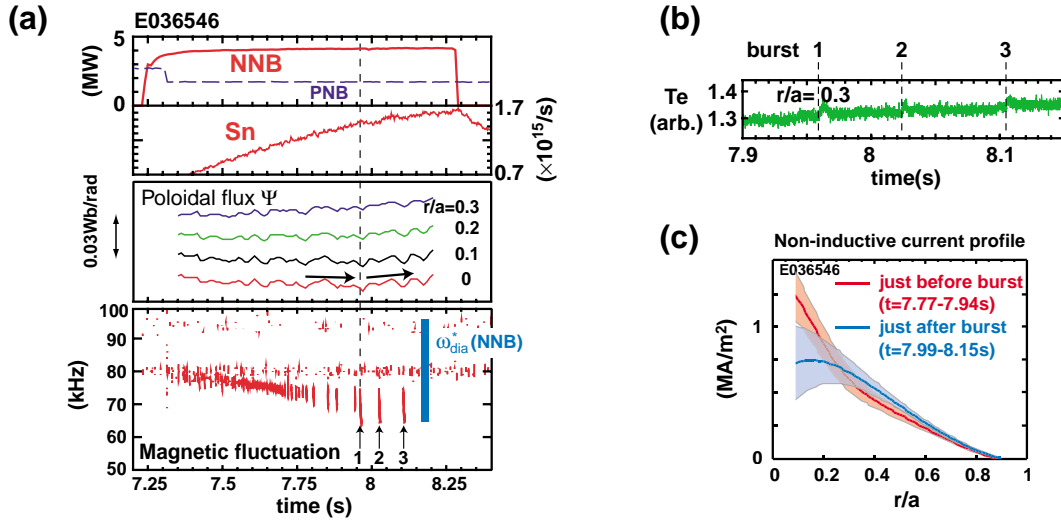 (a)
E036546
5
(MW)
0
NNB
PNB
Sn
1.7
(×10¹⁵/s)
0.7
0.03Wb/rad
Poloidal flux Ψ
r/a=0.3
0.2
0.1
0
100
90
80
(kHz)
70
60
50
ω*dia(NNB)
Magnetic fluctuation
1 2 3
7.25 7.5 7.75 8 8.25
time (s)
(b)
burst 1 2 3
Te
(arb.)
1.4
1.3
r/a= 0.3
7.9 8 8.1
time(s)
(c)
Non-inductive current profile
E036546
just before burst
(t=7.77-7.94s)
just after burst
(t=7.99-8.15s)
1
(MA/m²)
0
0 0.2 0.4 0.6 0.8 1
r/a